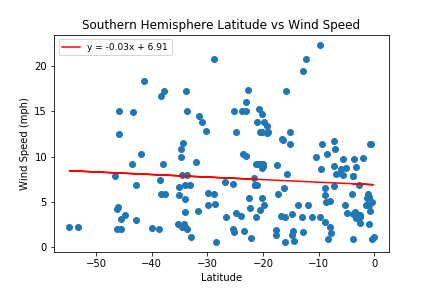 Southern Hemisphere Latitude vs Wind Speed
y = -0.03x + 6.91
Wind Speed (mph)
20
15
10
5
0
−50
−40
−30
−20
−10
0
Latitude